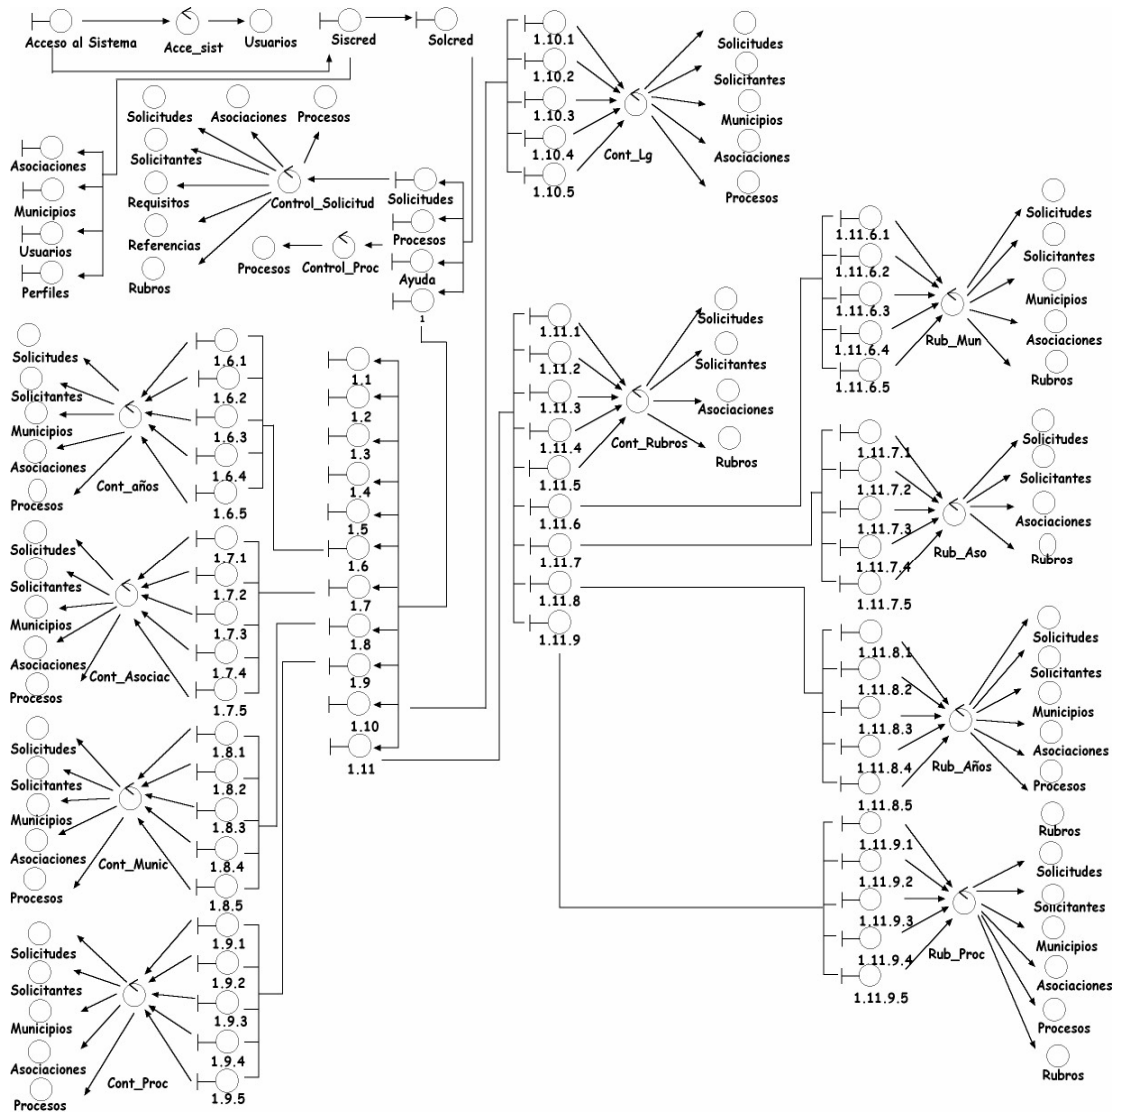 Acceso al Sistema
Acce_sist
Usuarios
Siscred
Solcred
Solicitudes
Asociaciones
Procesos
Solicitantes
Requisitos
Referencias
Rubros
Control_Solicitud
Asociaciones
Municipios
Usuarios
Perfiles
Solicitudes
Procesos
Ayuda
1
Control_Proc
Procesos
1.10.1
1.10.2
1.10.3
1.10.4
1.10.5
Cont_Lg
Solicitudes
Solicitantes
Municipios
Asociaciones
Procesos
Solicitudes
Solicitantes
Municipios
Asociaciones
Procesos
Cont_años
1.6.1
1.6.2
1.6.3
1.6.4
1.6.5
Solicitudes
Solicitantes
Municipios
Asociaciones
Procesos
Cont_Asociac
1.7.1
1.7.2
1.7.3
1.7.4
1.7.5
Solicitudes
Solicitantes
Municipios
Asociaciones
Procesos
Cont_Munic
1.8.1
1.8.2
1.8.3
1.8.4
1.8.5
Solicitudes
Solicitantes
Municipios
Asociaciones
Procesos
Cont_Proc
1.9.1
1.9.2
1.9.3
1.9.4
1.9.5
1.1
1.2
1.3
1.4
1.5
1.6
1.7
1.8
1.9
1.10
1.11
1.11.1
1.11.2
1.11.3
1.11.4
1.11.5
1.11.6
1.11.7
1.11.8
1.11.9
Cont_Rubros
Solicitudes
Solicitantes
Asociaciones
Rubros
1.11.6.1
1.11.6.2
1.11.6.3
1.11.6.4
1.11.6.5
Rub_Mun
Solicitudes
Solicitantes
Municipios
Asociaciones
Rubros
1.11.7.1
1.11.7.2
1.11.7.3
1.11.7.4
1.11.7.5
Rub_Aso
Solicitudes
Solicitantes
Asociaciones
Rubros
1.11.8.1
1.11.8.2
1.11.8.3
1.11.8.4
1.11.8.5
Rub_Años
Solicitudes
Solicitantes
Municipios
Asociaciones
Procesos
Rubros
1.11.9.1
1.11.9.2
1.11.9.3
1.11.9.4
1.11.9.5
Rub_Proc
Solicitudes
Solicitantes
Municipios
Asociaciones
Procesos
Rubros